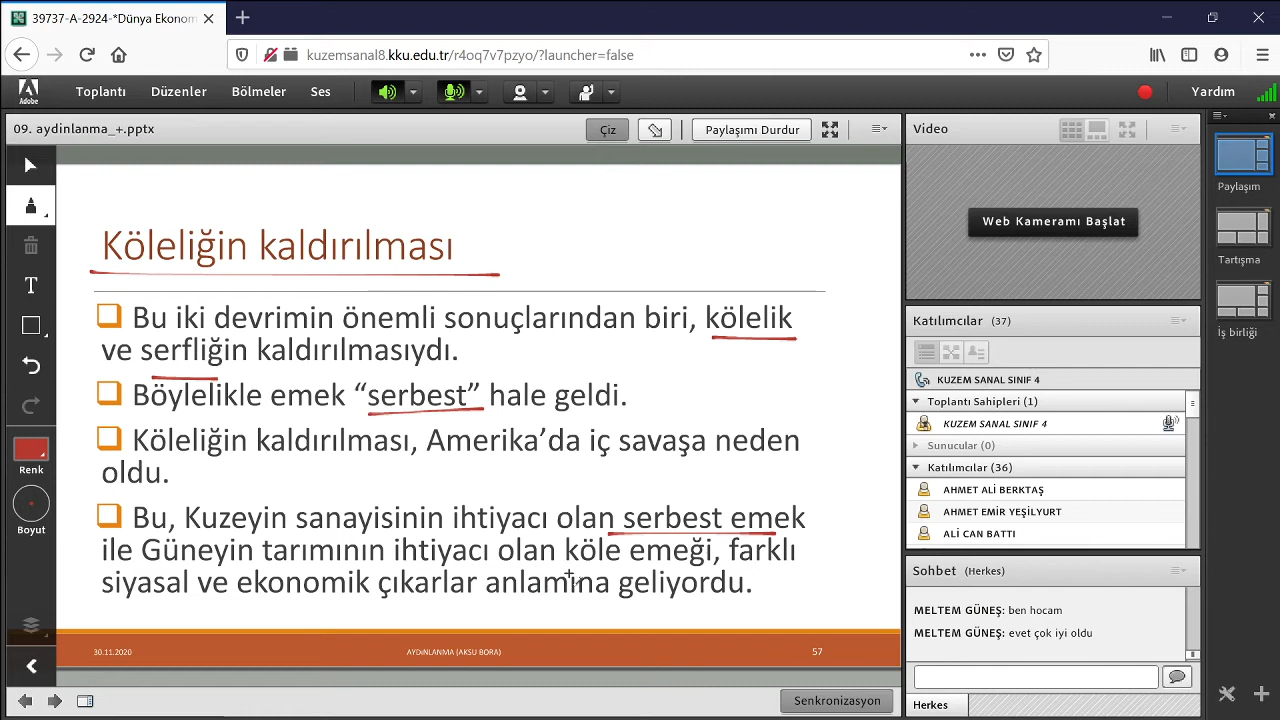 39737-A-2924-*Dünya Ekonom
kuzemsanal8.kku.edu.tr/r4oq7v7pzyo/?launcher=false
Adobe
Toplantı Düzenler Bölmeler Ses Yardım
09. aydinlanma_+.pptx
Çiz
Paylaşımı Durdur
Köleliğin kaldırılması
Bu iki devrimin önemli sonuçlarından biri, kölelik
ve serfliğin kaldırılmasıydı.
Böylelikle emek “serbest” hale geldi.
Köleliğin kaldırılması, Amerika’da iç savaşa neden
oldu.
Bu, Kuzeyin sanayisinin ihtiyacı olan serbest emek
ile Güneyin tarımının ihtiyacı olan köle emeği, farklı
siyasal ve ekonomik çıkarlar anlamına geliyordu.
30.11.2020 AYDıNLANMA (AKSU BORA) 57
T
Renk
Boyut
Senkronizasyon
Video
Web Kameramı Başlat
Katılımcılar (37)
KUZEM SANAL SINIF 4
Toplantı Sahipleri (1)
KUZEM SANAL SINIF 4
Sunucular (0)
Katılımcılar (36)
AHMET ALİ BERKTAŞ
AHMET EMİR YEŞİLYURT
ALİ CAN BATTI
Sohbet (Herkes)
MELTEM GÜNEŞ: ben hocam
MELTEM GÜNEŞ: evet çok iyi oldu
Herkes
Paylaşım
Tartışma
İş birliği